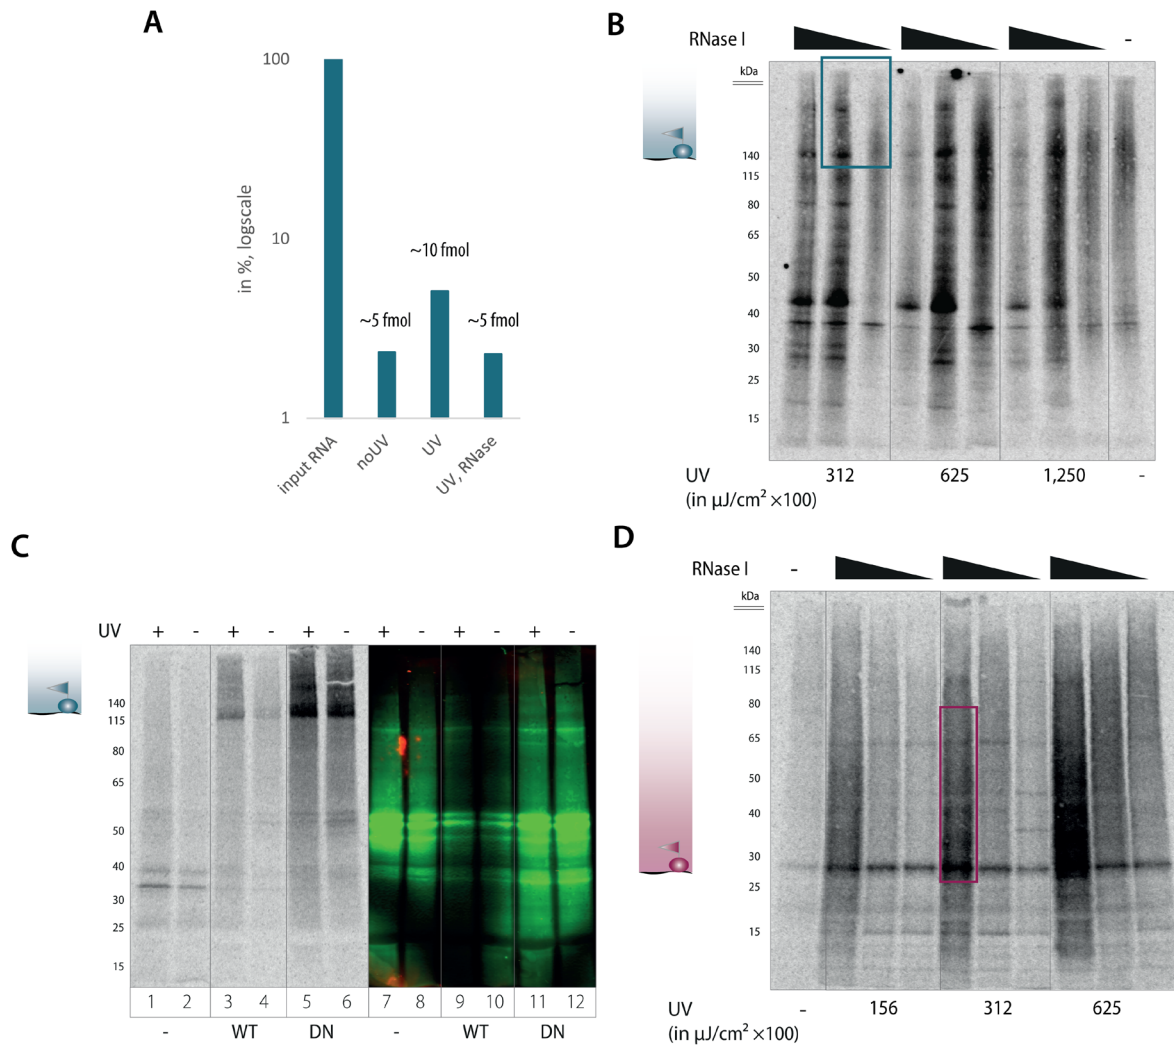 A
100
10
1
in %, logscale
~5 fmol
~10 fmol
~5 fmol
input RNA
noUV
UV
UV, RNase
B
RNase I
-
kDa
140
115
80
65
50
40
30
25
15
UV
312
625
1,250
-
(in µJ/cm² ×100)
C
UV
+ - + - + - + - + - + -
140
115
80
65
50
40
30
25
15
1 2 3 4 5 6 7 8 9 10 11 12
- WT DN - WT DN
D
RNase I
-
kDa
140
115
80
65
50
40
30
25
15
UV
- 156 312 625
(in µJ/cm² ×100)